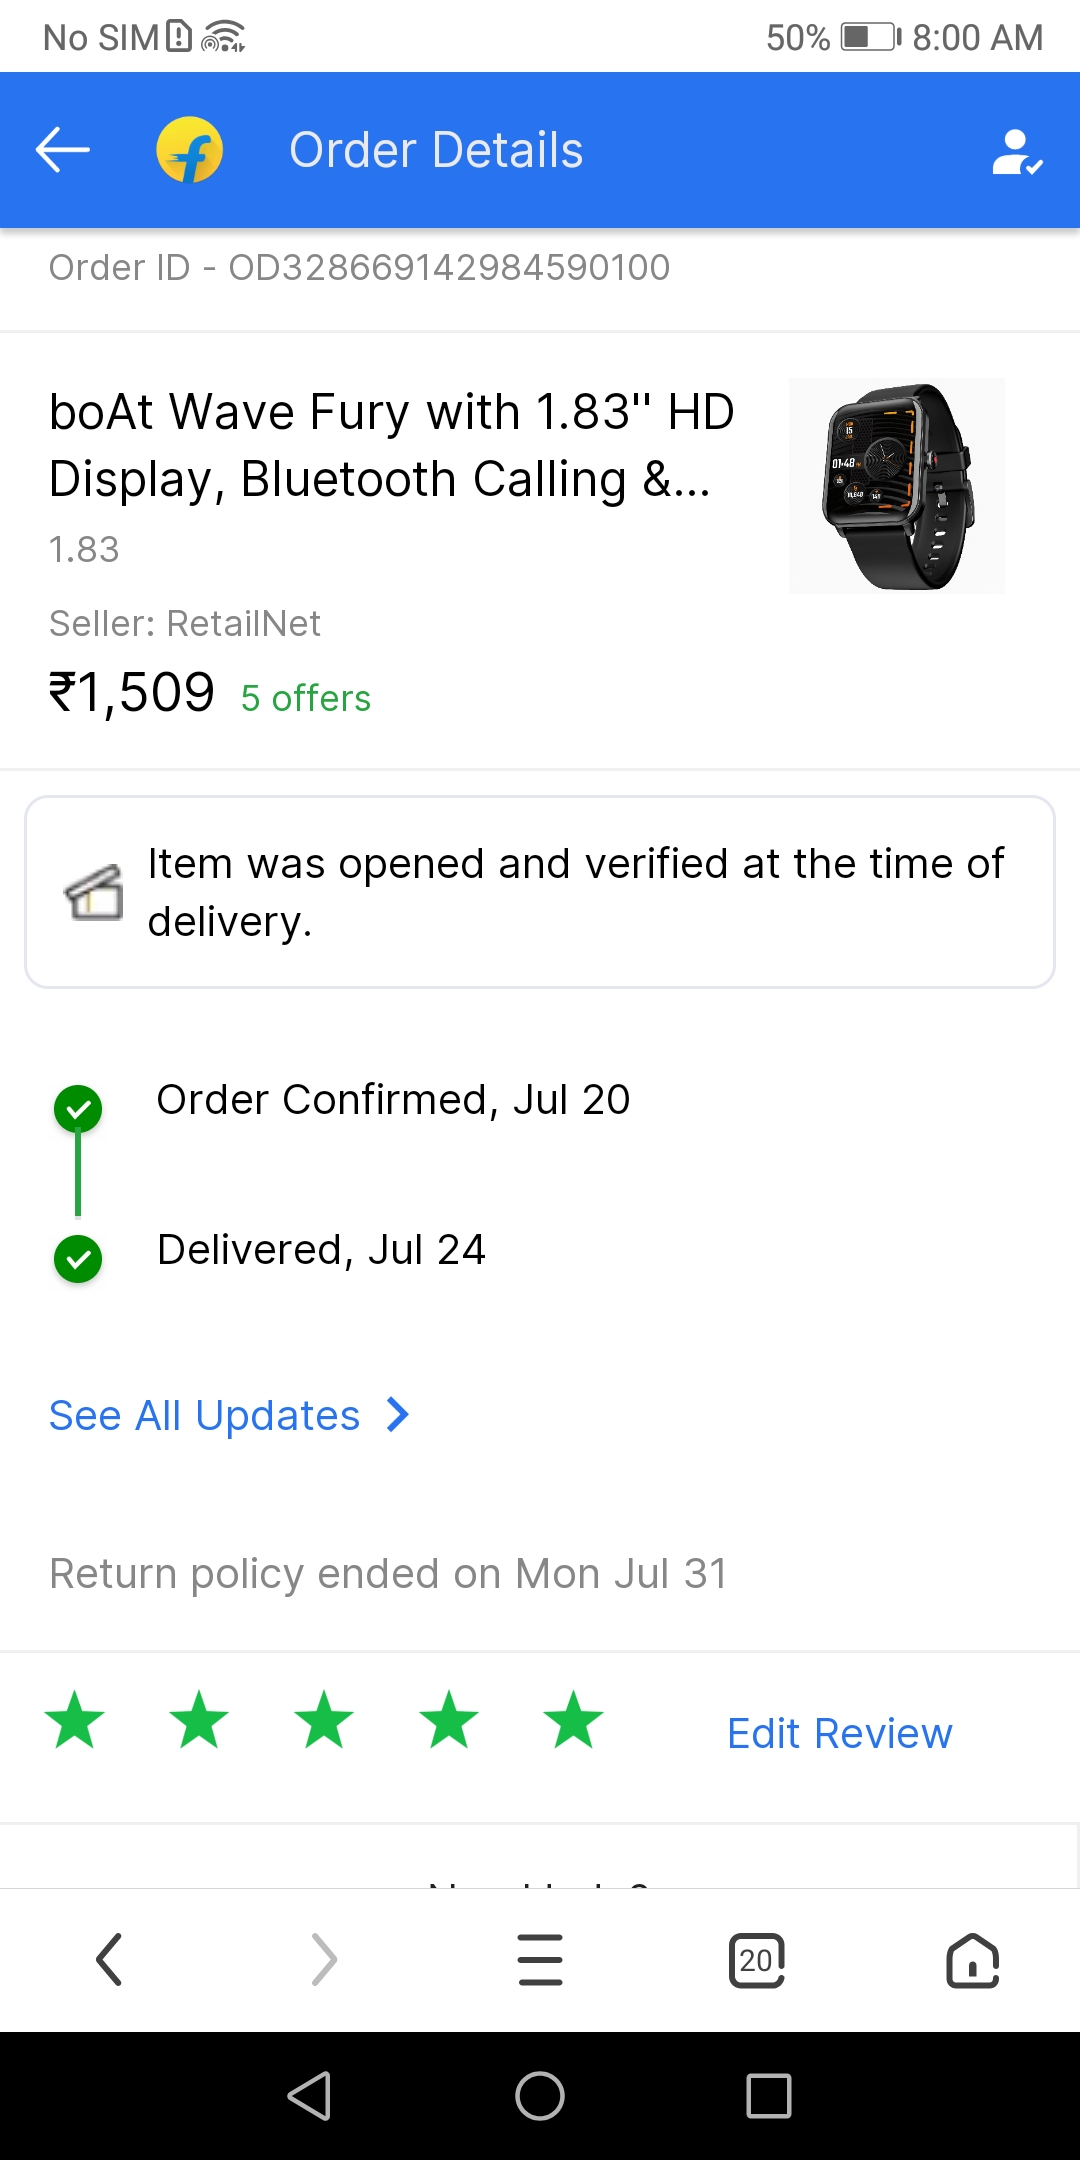 No SIM
50% 8:00 AM
Order Details
Order ID - OD328669142984590100
boAt Wave Fury with 1.83" HD
Display, Bluetooth Calling &...
1.83
Seller: RetailNet
₹1,509 5 offers
Item was opened and verified at the time of
delivery.
Order Confirmed, Jul 20
Delivered, Jul 24
See All Updates
Return policy ended on Mon Jul 31
Edit Review
20